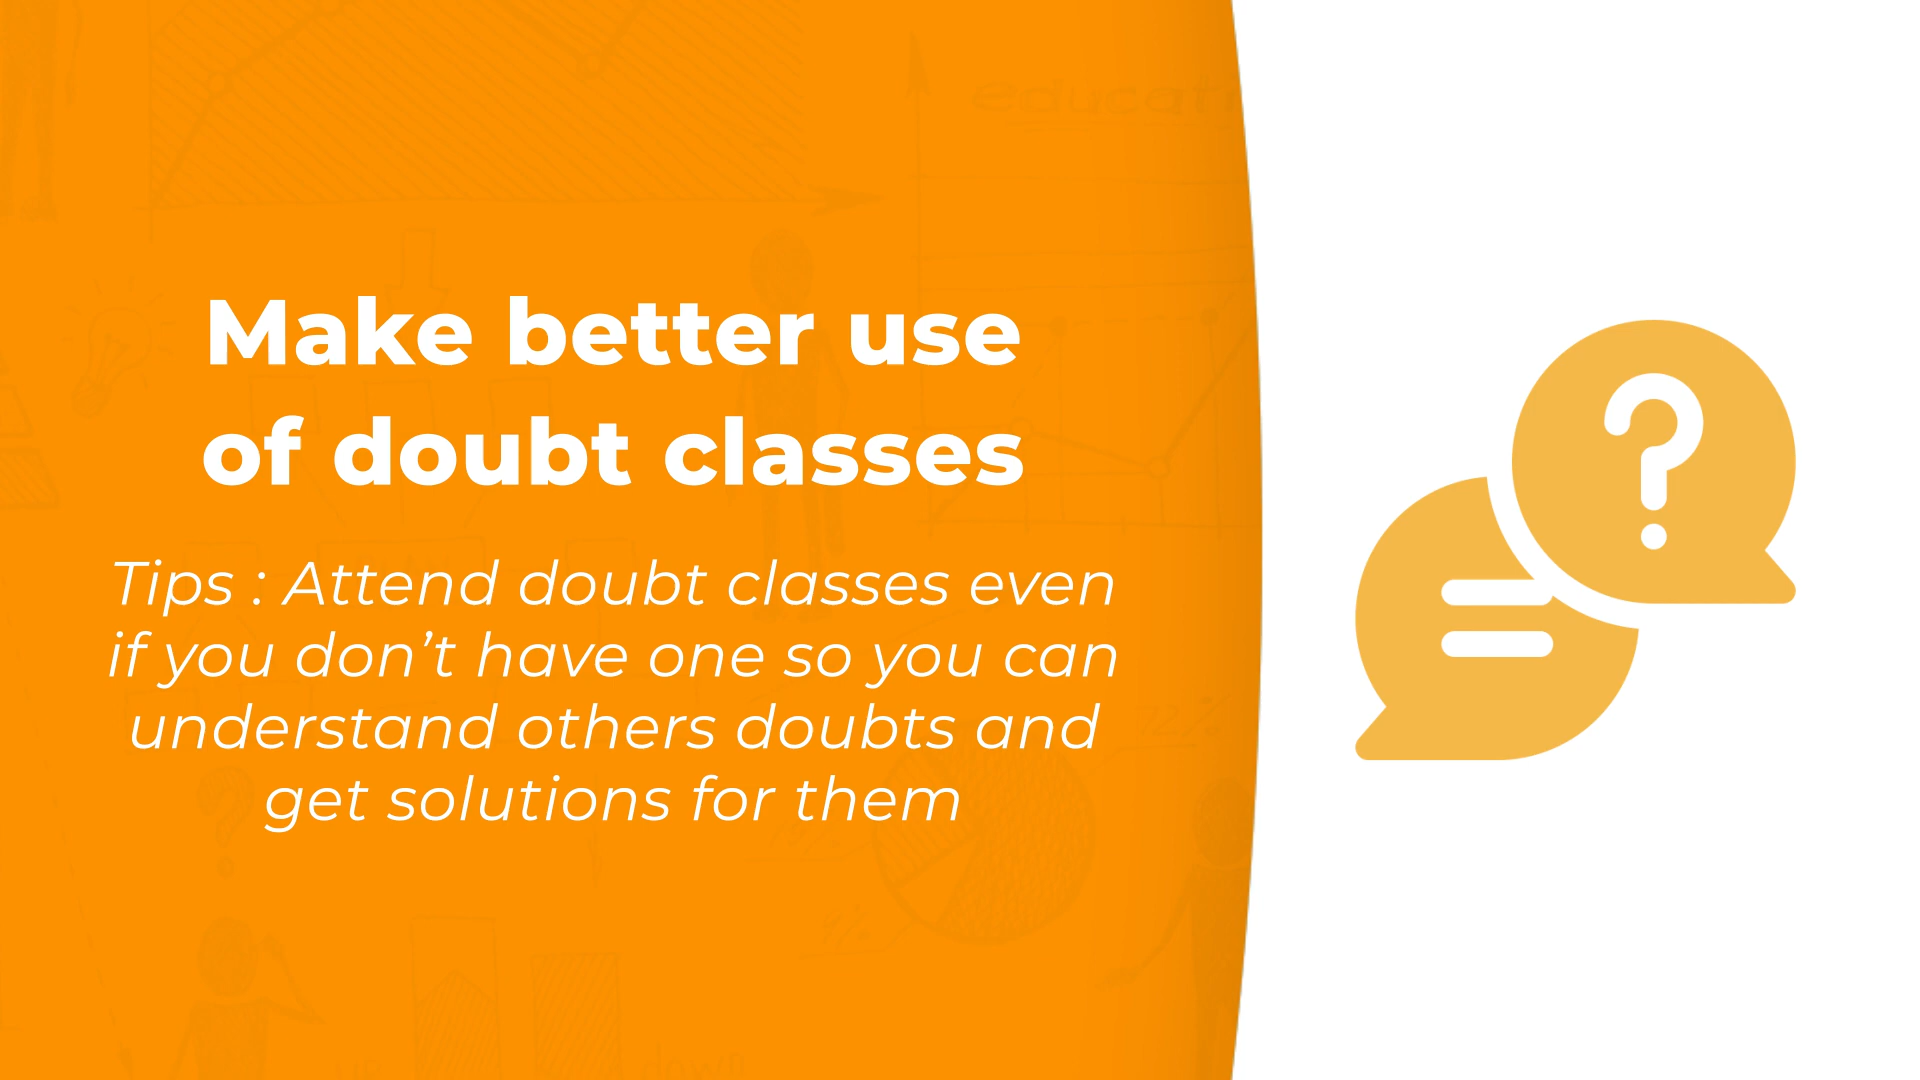 Make better use
of doubt classes
Tips : Attend doubt classes even
if you don’t have one so you can
understand others doubts and
get solutions for them
?